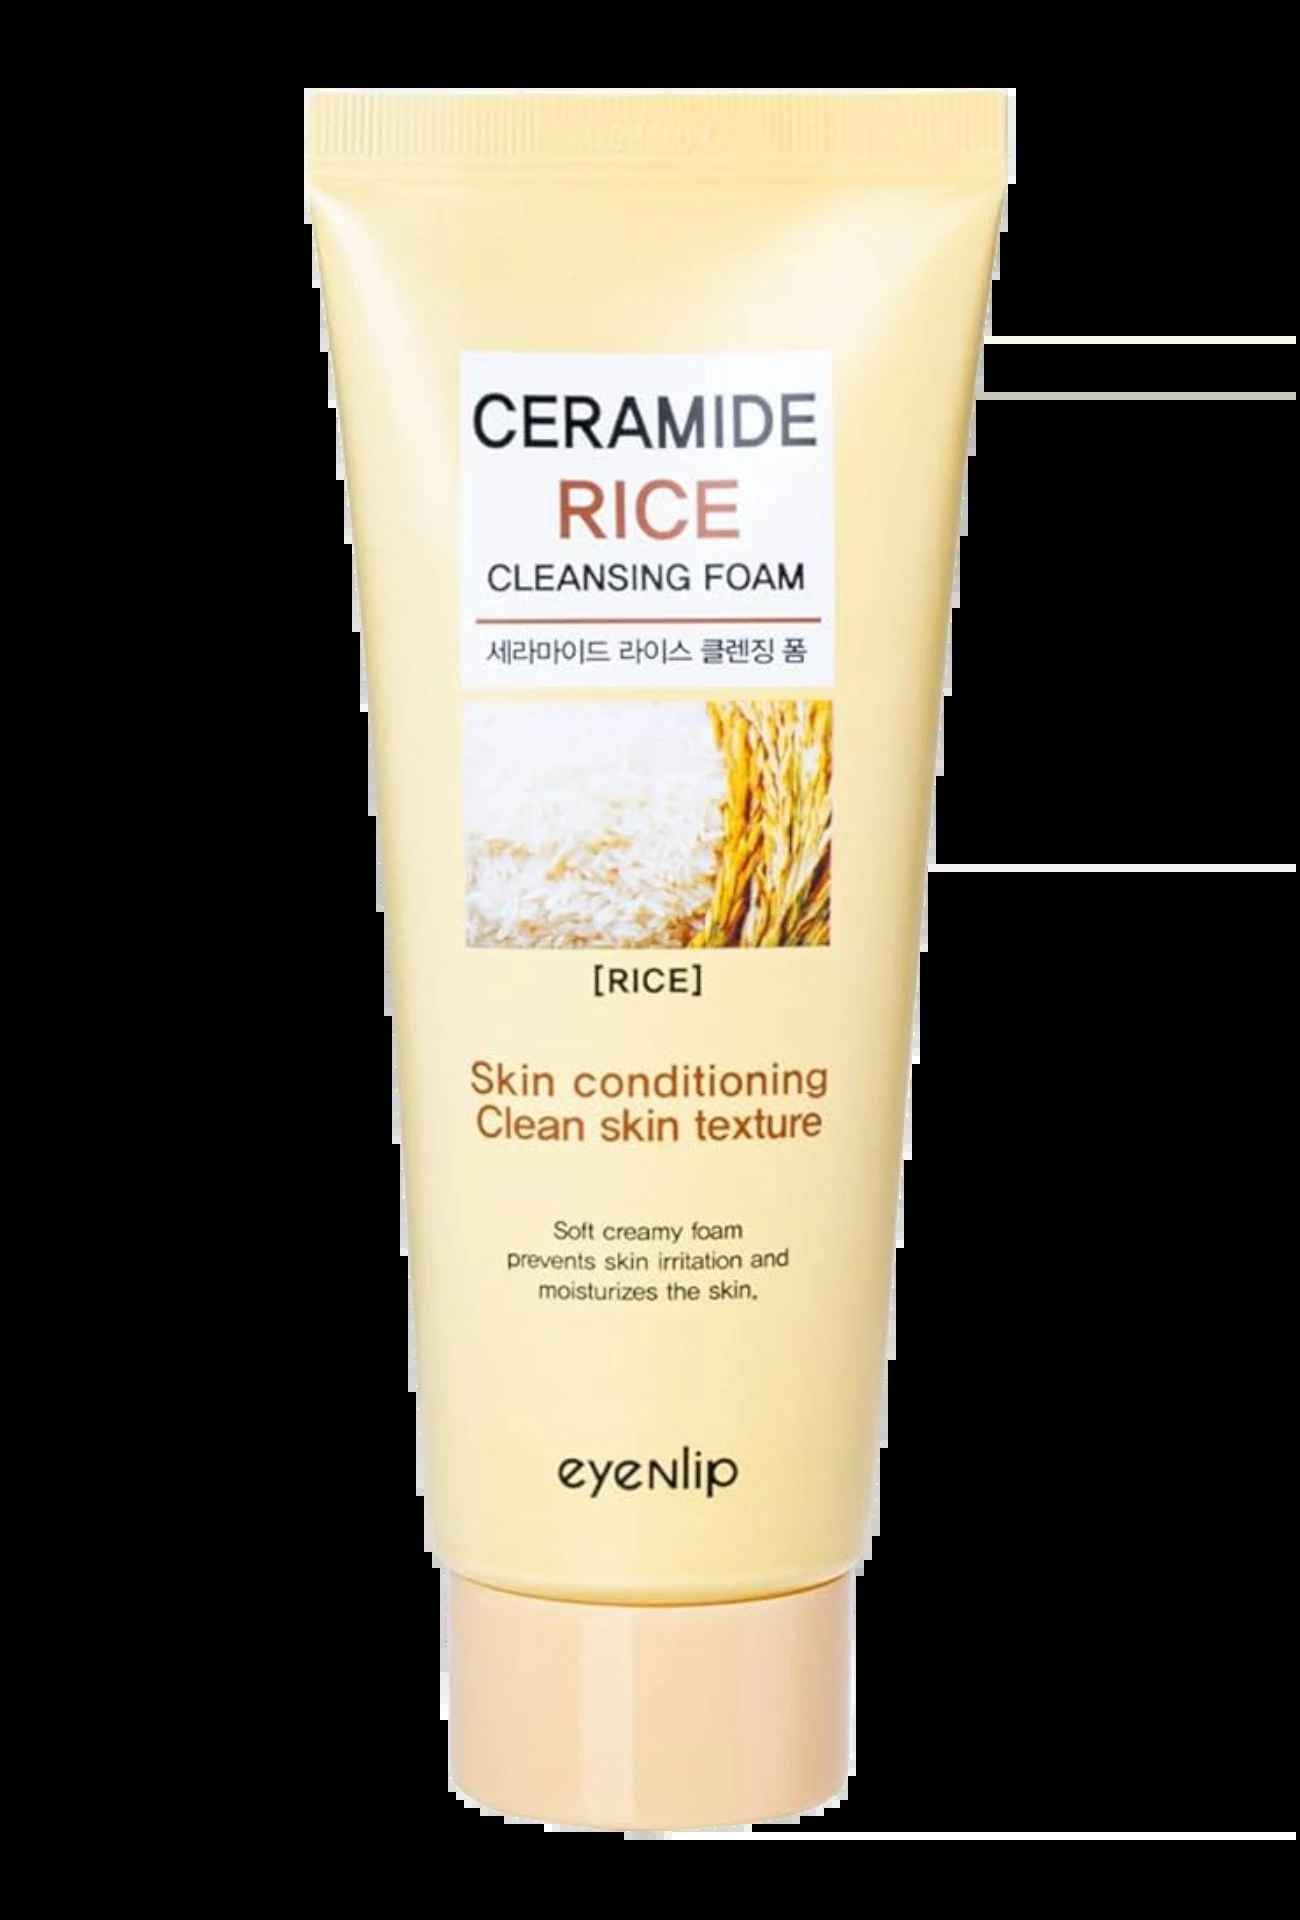 CERAMIDE
RICE
CLEANSING FOAM
세라마이드 라이스 클렌징 폼
[RICE]
Skin conditioning
Clean skin texture
Soft creamy foam
prevents skin irritation and
moisturizes the skin.
eyenlip